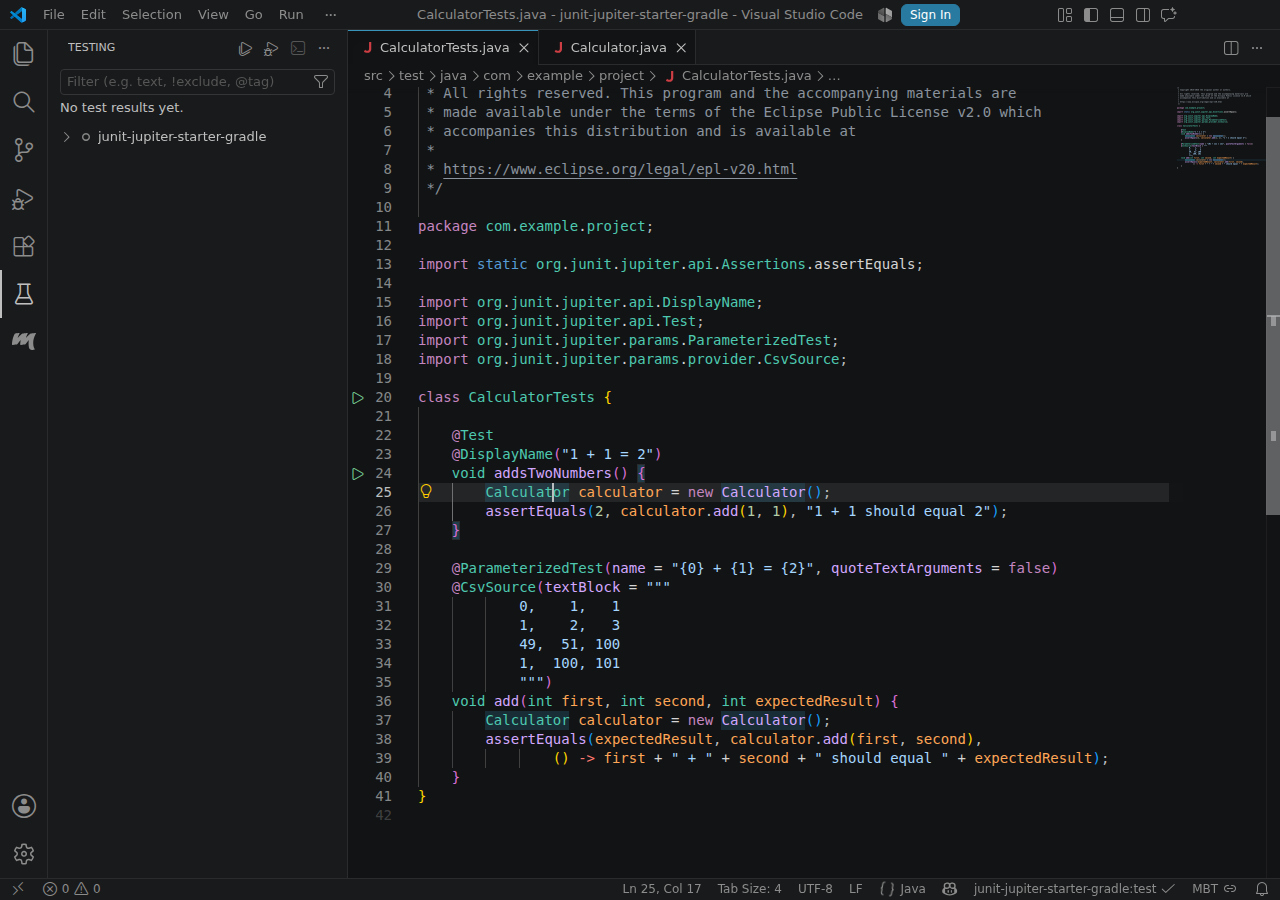 File Edit Selection View Go Run ··· CalculatorTests.java - junit-jupiter-starter-gradle - Visual Studio Code Sign In
TESTING
Filter (e.g. text, !exclude, @tag)
No test results yet.
junit-jupiter-starter-gradle
CalculatorTests.java Calculator.java
src > test > java > com > example > project > CalculatorTests.java > ...
4 * All rights reserved. This program and the accompanying materials are
5 * made available under the terms of the Eclipse Public License v2.0 which
6 * accompanies this distribution and is available at
7 *
8 * https://www.eclipse.org/legal/epl-v20.html
9 */
10
11 package com.example.project;
12
13 import static org.junit.jupiter.api.Assertions.assertEquals;
14
15 import org.junit.jupiter.api.DisplayName;
16 import org.junit.jupiter.api.Test;
17 import org.junit.jupiter.params.ParameterizedTest;
18 import org.junit.jupiter.params.provider.CsvSource;
19
20 class CalculatorTests {
21
22     @Test
23     @DisplayName("1 + 1 = 2")
24     void addsTwoNumbers() {
25         Calculator calculator = new Calculator();
26         assertEquals(2, calculator.add(1, 1), "1 + 1 should equal 2");
27     }
28
29     @ParameterizedTest(name = "{0} + {1} = {2}", quoteTextArguments = false)
30     @CsvSource(textBlock = """
31             0,    1,   1
32             1,    2,   3
33             49,  51, 100
34             1,  100, 101
35             """)
36     void add(int first, int second, int expectedResult) {
37         Calculator calculator = new Calculator();
38         assertEquals(expectedResult, calculator.add(first, second),
39                 () -> first + " + " + second + " should equal " + expectedResult);
40     }
41 }
42
0 0 Ln 25, Col 17 Tab Size: 4 UTF-8 LF {} Java junit-jupiter-starter-gradle:test MBT